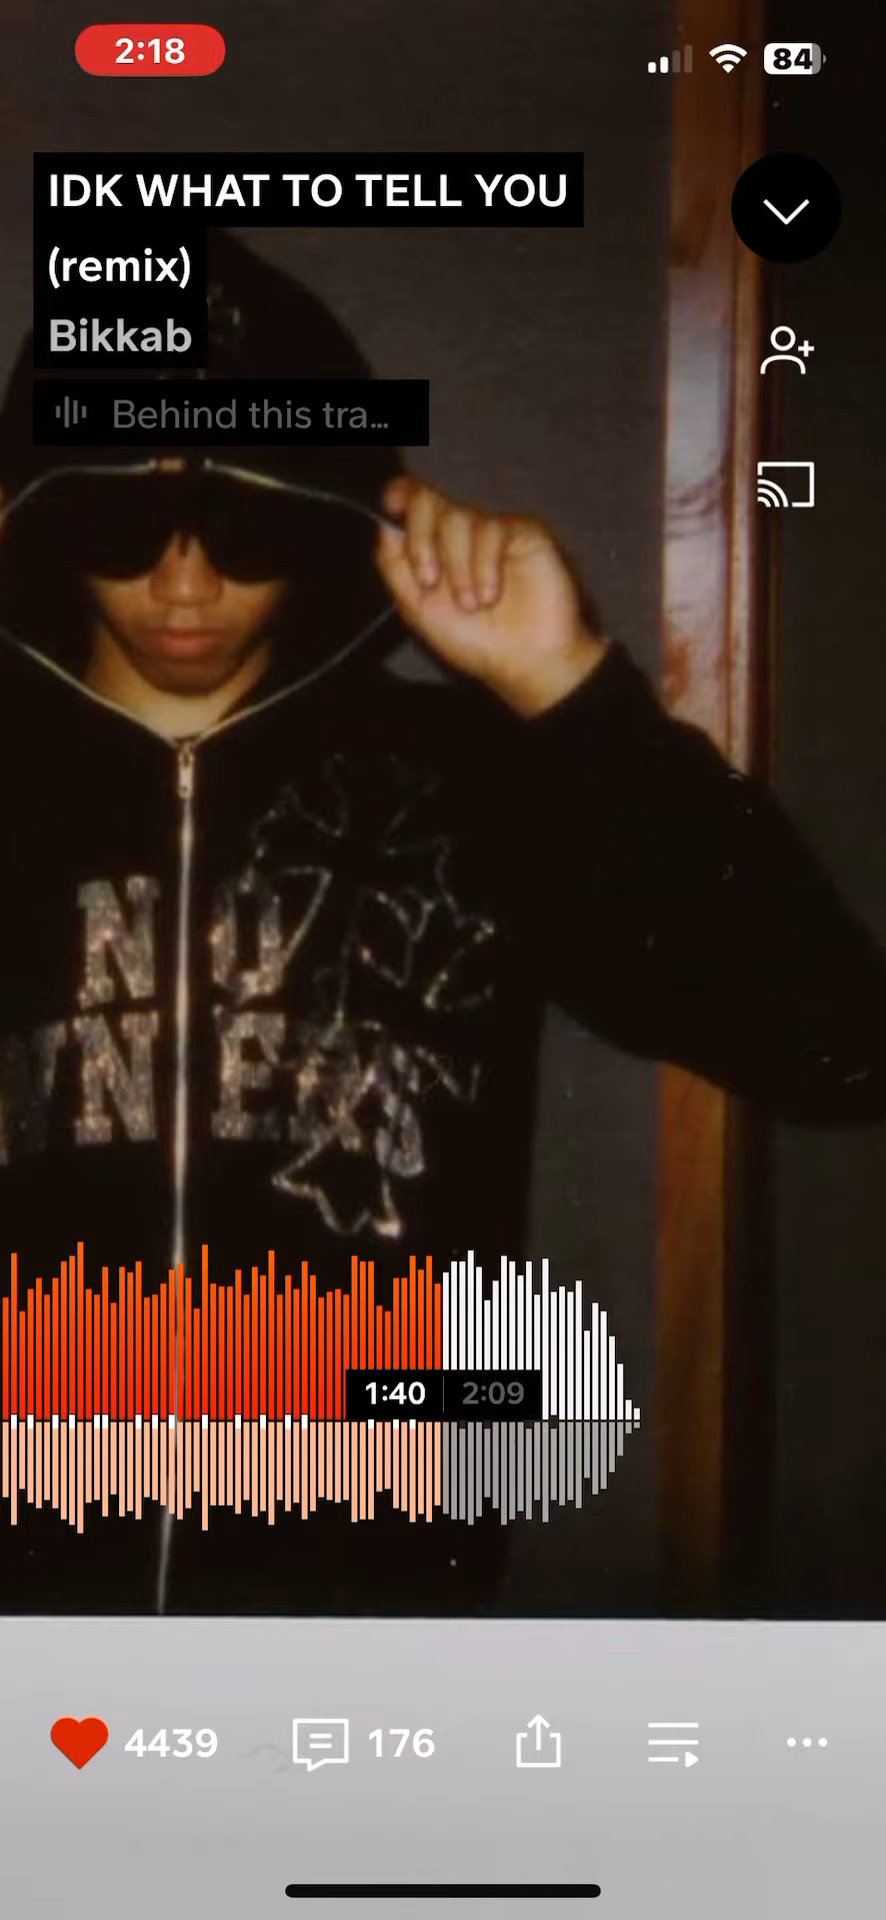 2:18
84
IDK WHAT TO TELL YOU
(remix)
Bikkab
Behind this tra...
N O
WNER
1:40 2:09
4439 176